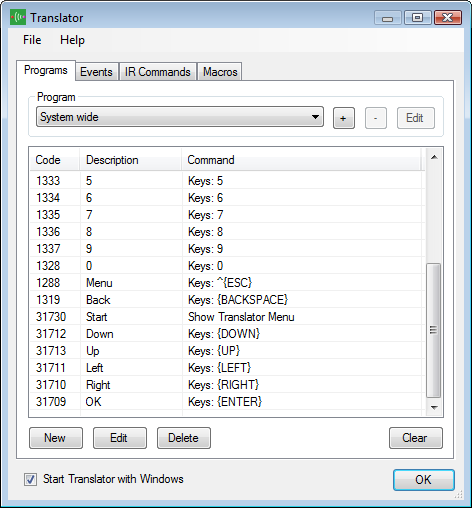 Translator
File Help
Programs Events IR Commands Macros
Program
System wide + - Edit
Code Description Command
1333 5 Keys: 5
1334 6 Keys: 6
1335 7 Keys: 7
1336 8 Keys: 8
1337 9 Keys: 9
1328 0 Keys: 0
1288 Menu Keys: ^{ESC}
1319 Back Keys: {BACKSPACE}
31730 Start Show Translator Menu
31712 Down Keys: {DOWN}
31713 Up Keys: {UP}
31711 Left Keys: {LEFT}
31710 Right Keys: {RIGHT}
31709 OK Keys: {ENTER}
New Edit Delete Clear
Start Translator with Windows OK